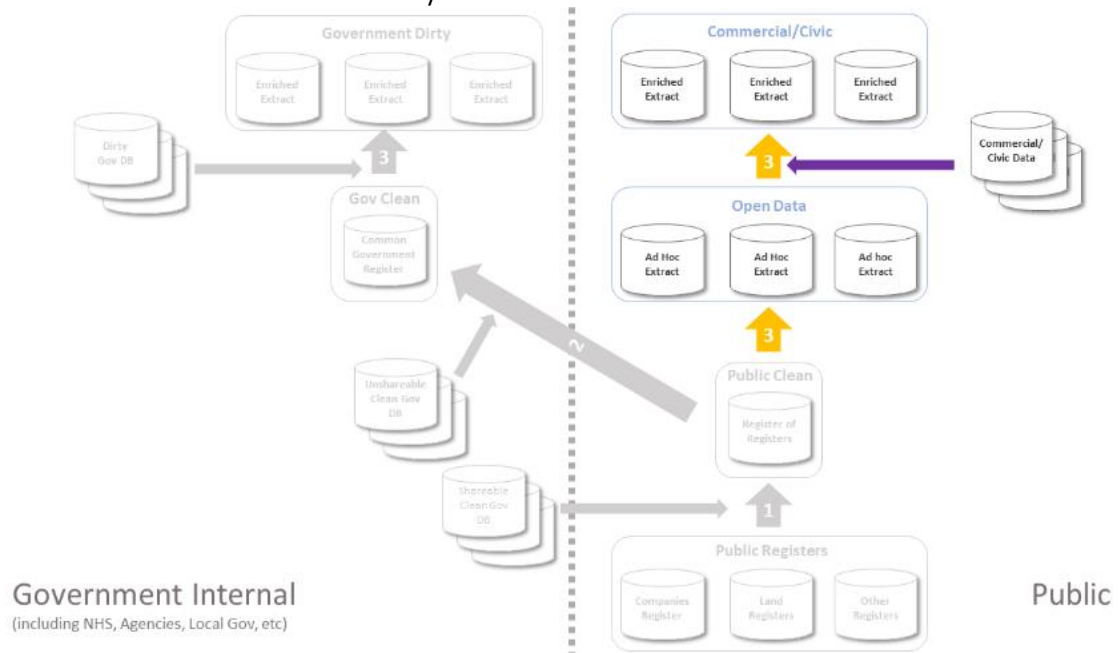 Government Dirty
Enriched
Extract
Enriched
Extract
Enriched
Extract
Dirty
Gov DB
3
Gov Clean
Common
Government
Register
2
Unshareable
Clean Gov
DB
Shareable
Clean Gov
DB
Government Internal
(including NHS, Agencies, Local Gov, etc)
Commercial/Civic
Enriched
Extract
Enriched
Extract
Enriched
Extract
3
Commercial/
Civic Data
Open Data
Ad Hoc
Extract
Ad Hoc
Extract
Ad hoc
Extract
3
Public Clean
Register of
Registers
1
Public Registers
Companies
Register
Land
Registers
Other
Registers
Public